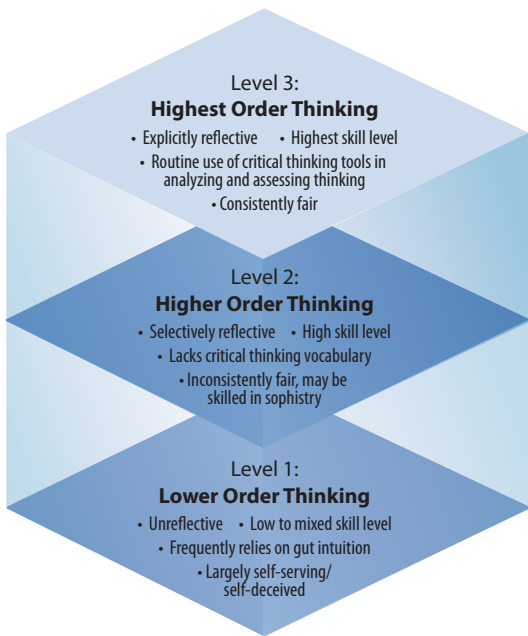 Level 3:
Highest Order Thinking
• Explicitly reflective • Highest skill level
• Routine use of critical thinking tools in
analyzing and assessing thinking
• Consistently fair
Level 2:
Higher Order Thinking
• Selectively reflective • High skill level
• Lacks critical thinking vocabulary
• Inconsistently fair, may be
skilled in sophistry
Level 1:
Lower Order Thinking
• Unreflective • Low to mixed skill level
• Frequently relies on gut intuition
• Largely self-serving/
self-deceived